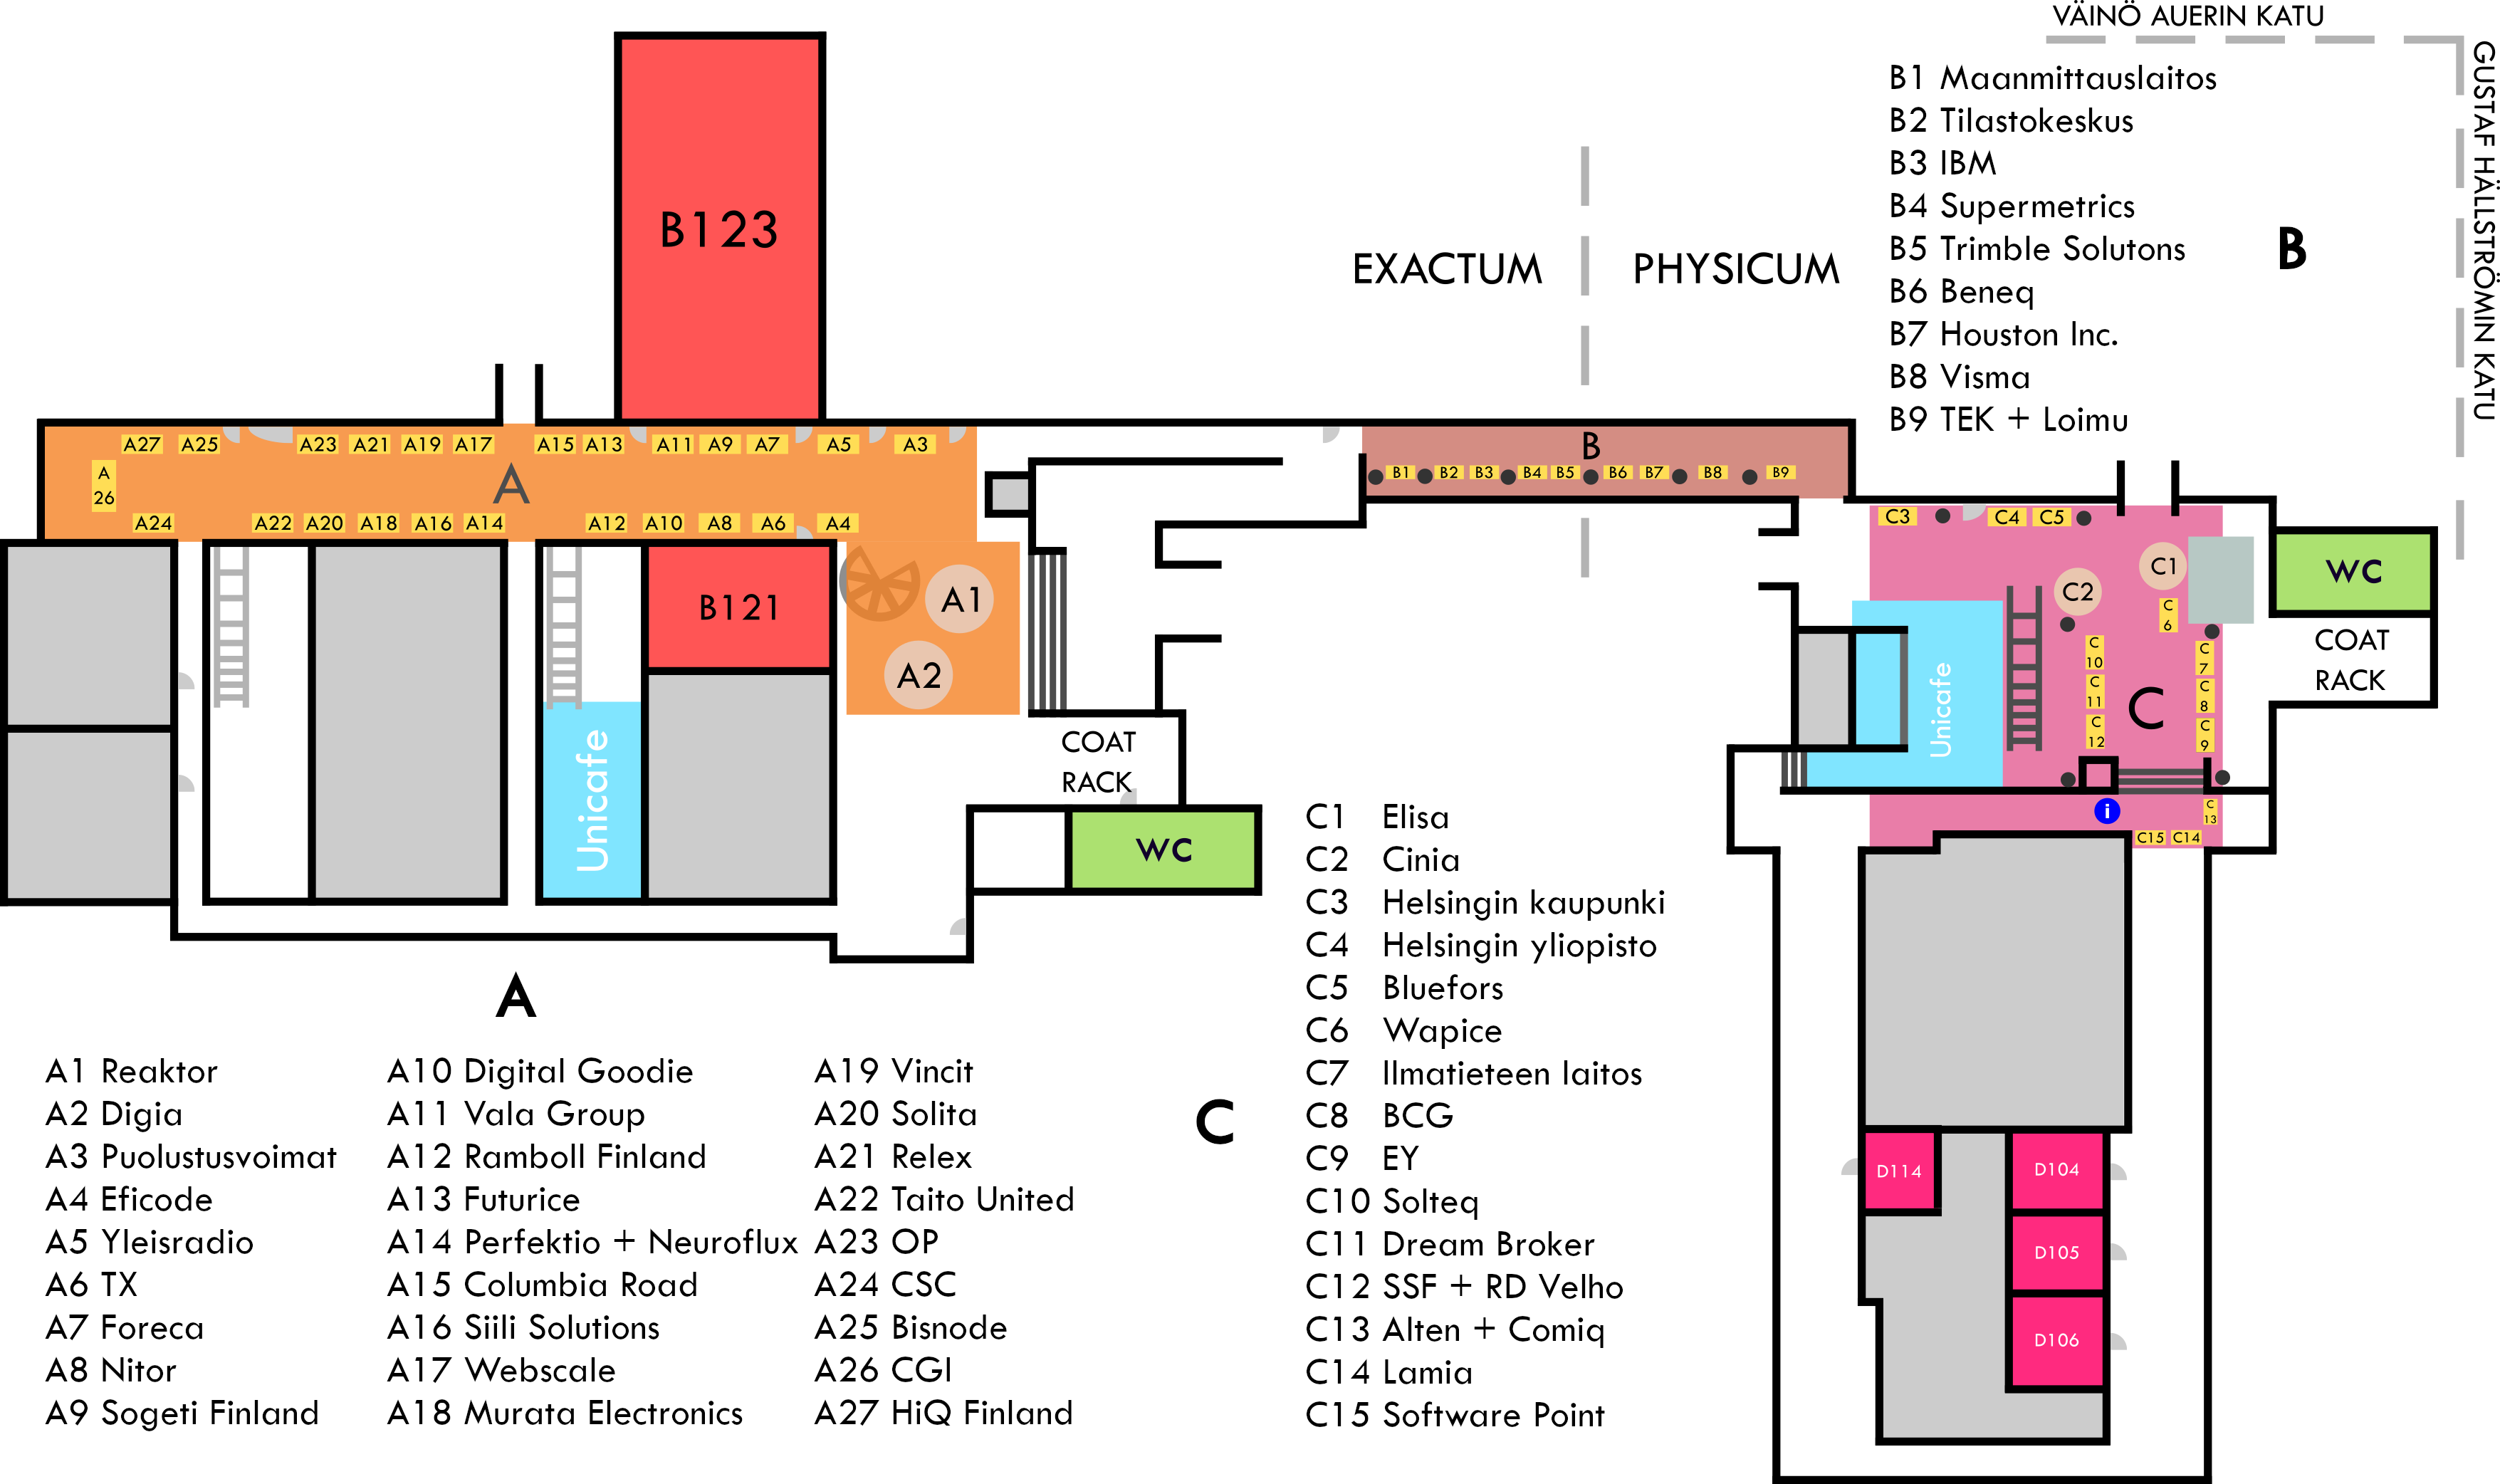 VÄINÖ AUERIN KATU
GUSTAF HÄLLSTRÖMIN KATU
B1 Maanmittauslaitos
B2 Tilastokeskus
B3 IBM
B4 Supermetrics
B5 Trimble Solutons
B6 Beneq
B7 Houston Inc.
B8 Visma
B9 TEK + Loimu
B
EXACTUM
PHYSICUM
B123
A27 A25 A23 A21 A19 A17 A15 A13 A11 A9 A7 A5 A3
A
26
A
A24 A22 A20 A18 A16 A14 A12 A10 A8 A6 A4
B121
A1
A2
Unicafe
COAT
RACK
WC
B
B1 B2 B3 B4 B5 B6 B7 B8 B9
C3 C4 C5
C1
C2
C
6
C
7
C
8
C
9
C
10
C
11
C
12
C
Unicafe
WC
COAT
RACK
i
C
13
C15 C14
D114
D104
D105
D106
A
A1 Reaktor
A2 Digia
A3 Puolustusvoimat
A4 Eficode
A5 Yleisradio
A6 TX
A7 Foreca
A8 Nitor
A9 Sogeti Finland
A10 Digital Goodie
A11 Vala Group
A12 Ramboll Finland
A13 Futurice
A14 Perfektio + Neuroflux
A15 Columbia Road
A16 Siili Solutions
A17 Webscale
A18 Murata Electronics
A19 Vincit
A20 Solita
A21 Relex
A22 Taito United
A23 OP
A24 CSC
A25 Bisnode
A26 CGI
A27 HiQ Finland
C
C1 Elisa
C2 Cinia
C3 Helsingin kaupunki
C4 Helsingin yliopisto
C5 Bluefors
C6 Wapice
C7 Ilmatieteen laitos
C8 BCG
C9 EY
C10 Solteq
C11 Dream Broker
C12 SSF + RD Velho
C13 Alten + Comiq
C14 Lamia
C15 Software Point